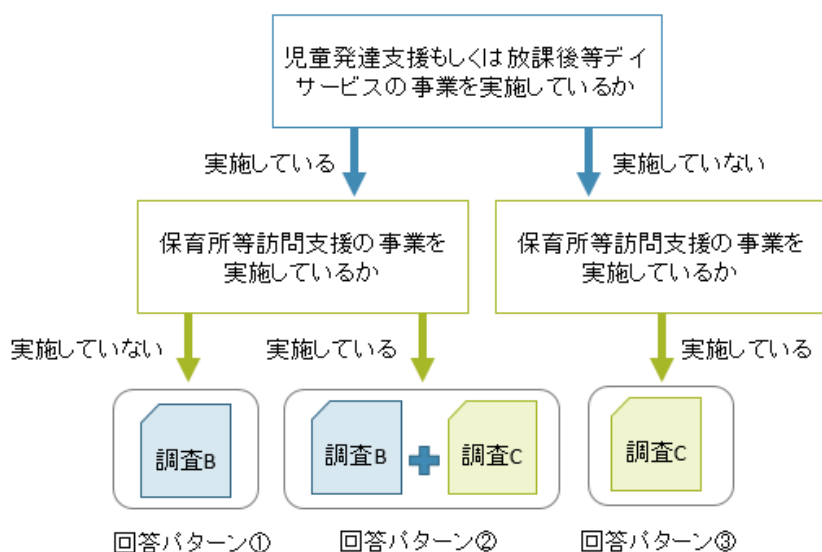 児童発達支援もしくは放課後等デイ
サービスの事業を実施しているか
実施している
実施していない
保育所等訪問支援の事業を
実施しているか
保育所等訪問支援の事業を
実施しているか
実施していない
実施している
実施している
調査B
調査B
調査C
調査C
回答パターン①
回答パターン②
回答パターン③